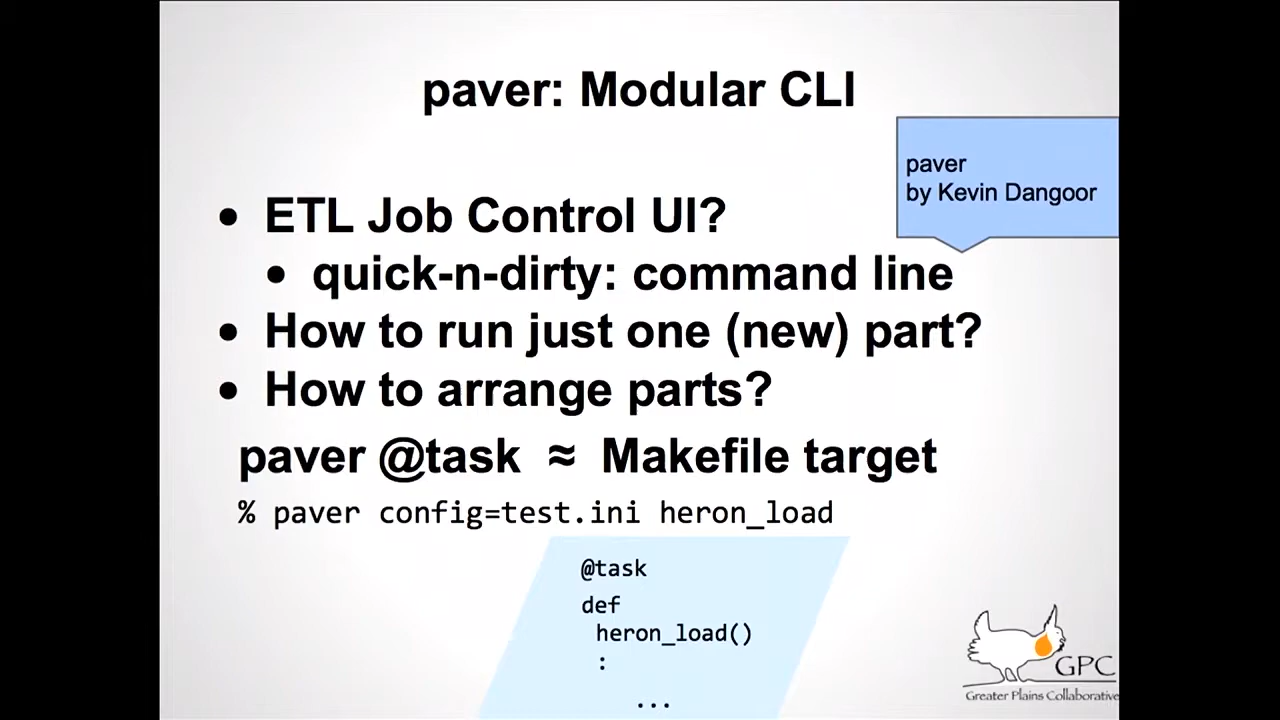 paver: Modular CLI
paver
by Kevin Dangoor
• ETL Job Control UI?
• quick-n-dirty: command line
• How to run just one (new) part?
• How to arrange parts?
paver @task ≈ Makefile target
% paver config=test.ini heron_load
@task
def
heron_load()
:
...
GPC
Greater Plains Collaborative